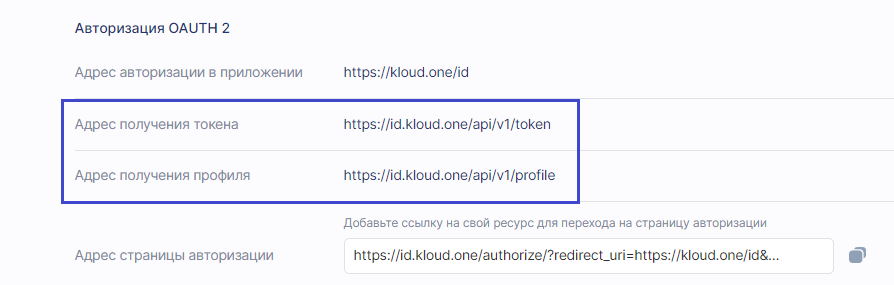 Авторизация OAUTH 2
Адрес авторизации в приложении https://kloud.one/id
Адрес получения токена https://id.kloud.one/api/v1/token
Адрес получения профиля https://id.kloud.one/api/v1/profile
Добавьте ссылку на свой ресурс для перехода на страницу авторизации
Адрес страницы авторизации https://id.kloud.one/authorize/?redirect_uri=https://kloud.one/id&...